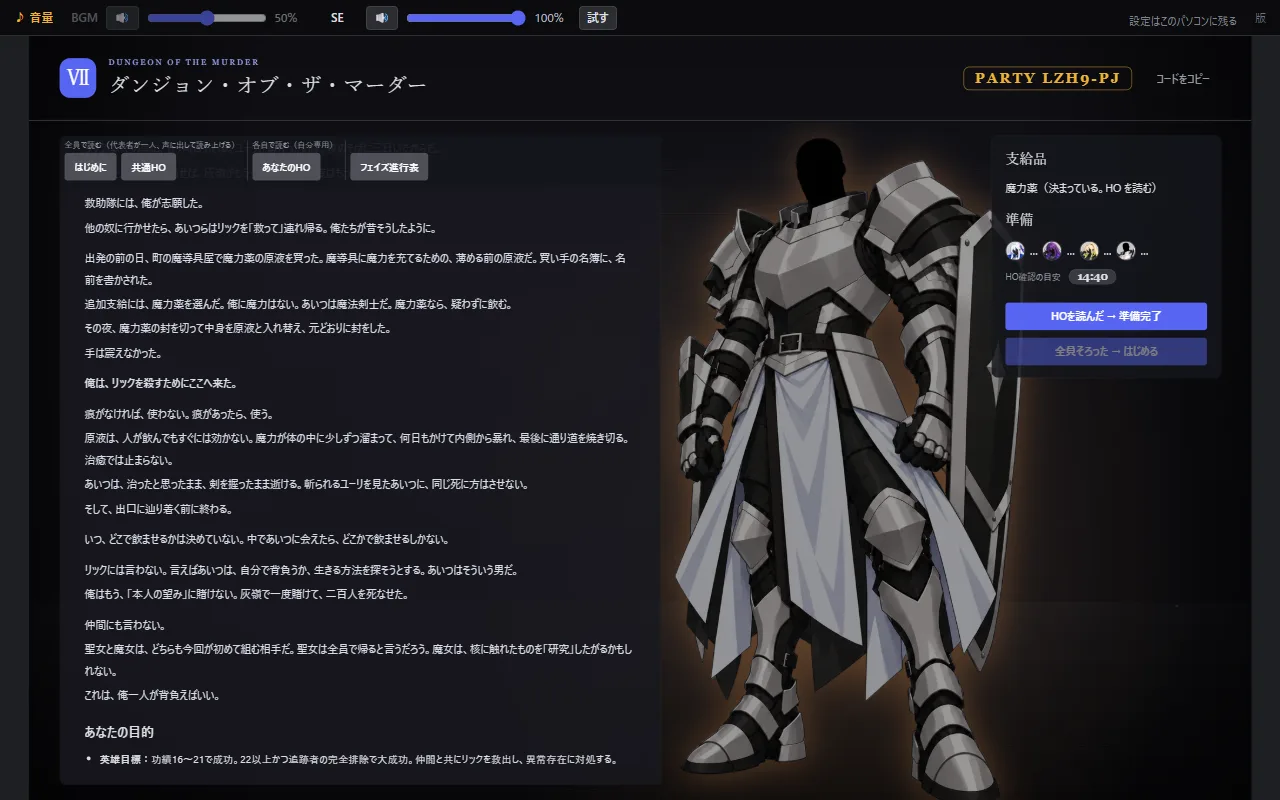 ♪ 音量 BGM 50% SE 100% 試す 設定はこのパソコンに残る 版
VII
DUNGEON OF THE MURDER
ダンジョン・オブ・ザ・マーダー
PARTY LZH9-PJ コードをコピー
全員で読む（代表者が一人、声に出して読み上げる） 各自で読む（自分専用）
はじめに 共通HO あなたのHO フェイズ進行表
救助隊には、俺が志願した。
他の奴に行かせたら、あいつらはリックを「救って」連れ帰る。俺たちが昔そうしたように。
出発の前の日、町の魔導具屋で魔力薬の原液を買った。魔導具に魔力を充てるための、薄める前の原液だ。買い手の名簿に、名
前を書かされた。
追加支給には、魔力薬を選んだ。俺に魔力はない。あいつは魔法剣士だ。魔力薬なら、疑わずに飲む。
その夜、魔力薬の封を切って中身を原液と入れ替え、元どおりに封をした。
手は震えなかった。
俺は、リックを殺すためにここへ来た。
痕がなければ、使わない。痕があったら、使う。
原液は、人が飲んでもすぐには効かない。魔力が体の中に少しずつ溜まって、何日もかけて内側から暴れ、最後に通り道を焼き切る。
治癒では止まらない。
あいつは、治ったと思ったまま、剣を握ったまま逝ける。斬られるユーリを見たあいつに、同じ死に方はさせない。
そして、出口に辿り着く前に終わる。
いつ、どこで飲ませるかは決めていない。中であいつに会えたら、どこかで飲ませるしかない。
リックには言わない。言えばあいつは、自分で背負うか、生きる方法を探そうとする。あいつはそういう男だ。
俺はもう、「本人の望み」に賭けない。灰嶺で一度賭けて、二百人を死なせた。
仲間にも言わない。
聖女と魔女は、どちらも今回が初めて組む相手だ。聖女は全員で帰ると言うだろう。魔女は、核に触れたものを「研究」したがるかもし
れない。
これは、俺一人が背負えばいい。
あなたの目的
• 英雄目標：功績16〜21で成功。22以上かつ追跡者の完全排除で大成功。仲間と共にリックを救出し、異常存在に対処する。
支給品
魔力薬（決まっている。HO を読む）
準備
... ... ... ...
HO確認の目安 14:40
HOを読んだ → 準備完了
全員そろった → はじめる